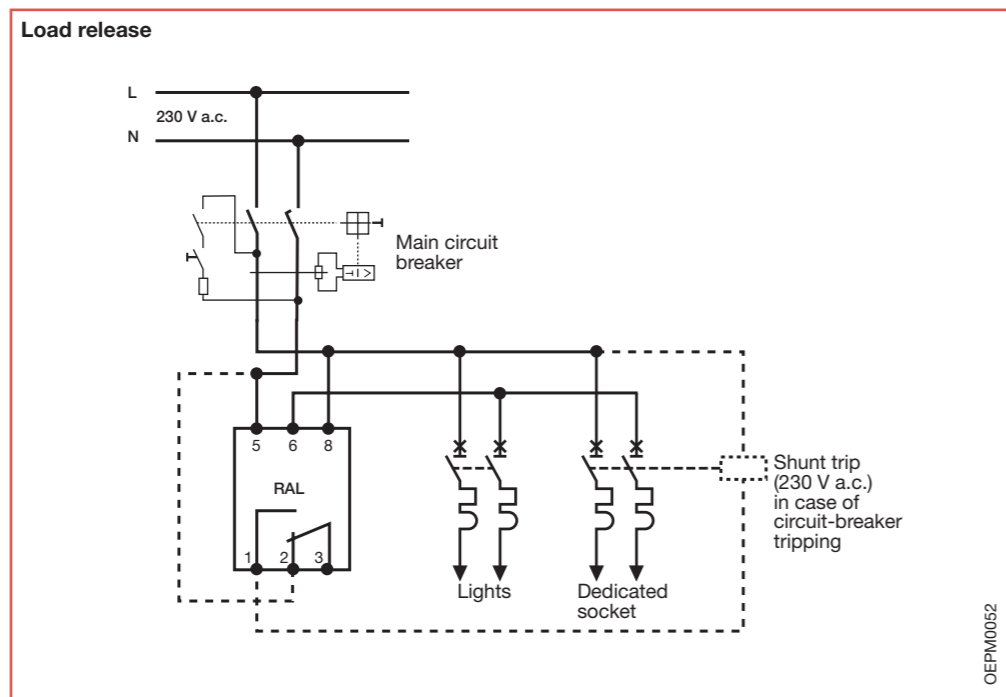 Load release
L
230 V a.c.
N
Main circuit
breaker
5 6 8
RAL
1 2 3
Shunt trip
(230 V a.c.)
in case of
circuit-breaker
tripping
Lights
Dedicated
socket
OEPM0052